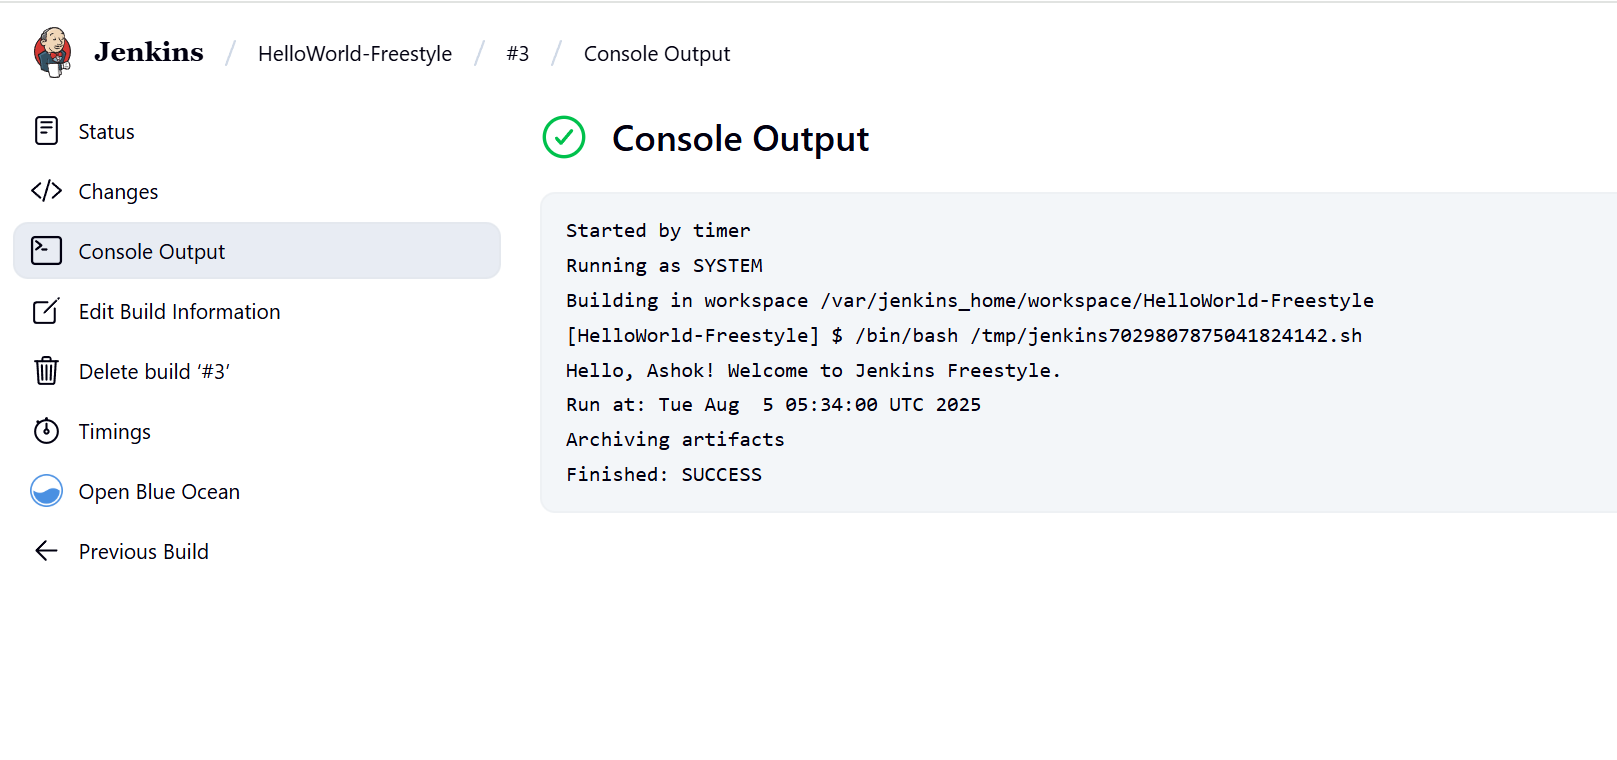 Jenkins / HelloWorld-Freestyle / #3 / Console Output
Status
Changes
Console Output
Edit Build Information
Delete build ‘#3’
Timings
Open Blue Ocean
Previous Build
Console Output
Started by timer
Running as SYSTEM
Building in workspace /var/jenkins_home/workspace/HelloWorld-Freestyle
[HelloWorld-Freestyle] $ /bin/bash /tmp/jenkins7029807875041824142.sh
Hello, Ashok! Welcome to Jenkins Freestyle.
Run at: Tue Aug  5 05:34:00 UTC 2025
Archiving artifacts
Finished: SUCCESS